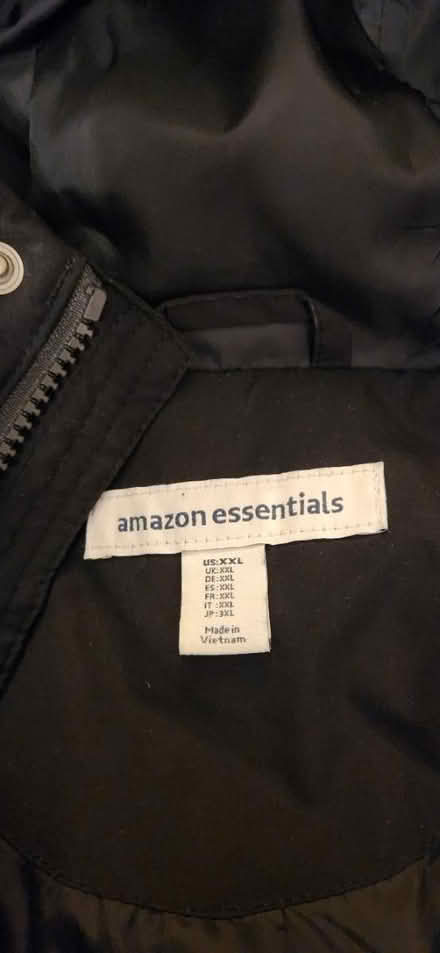 amazon essentials
US:XXL
UK:XXL
DE:XXL
ES:XXL
FR:XXL
IT :XXL
JP:3XL
Made in
Vietnam